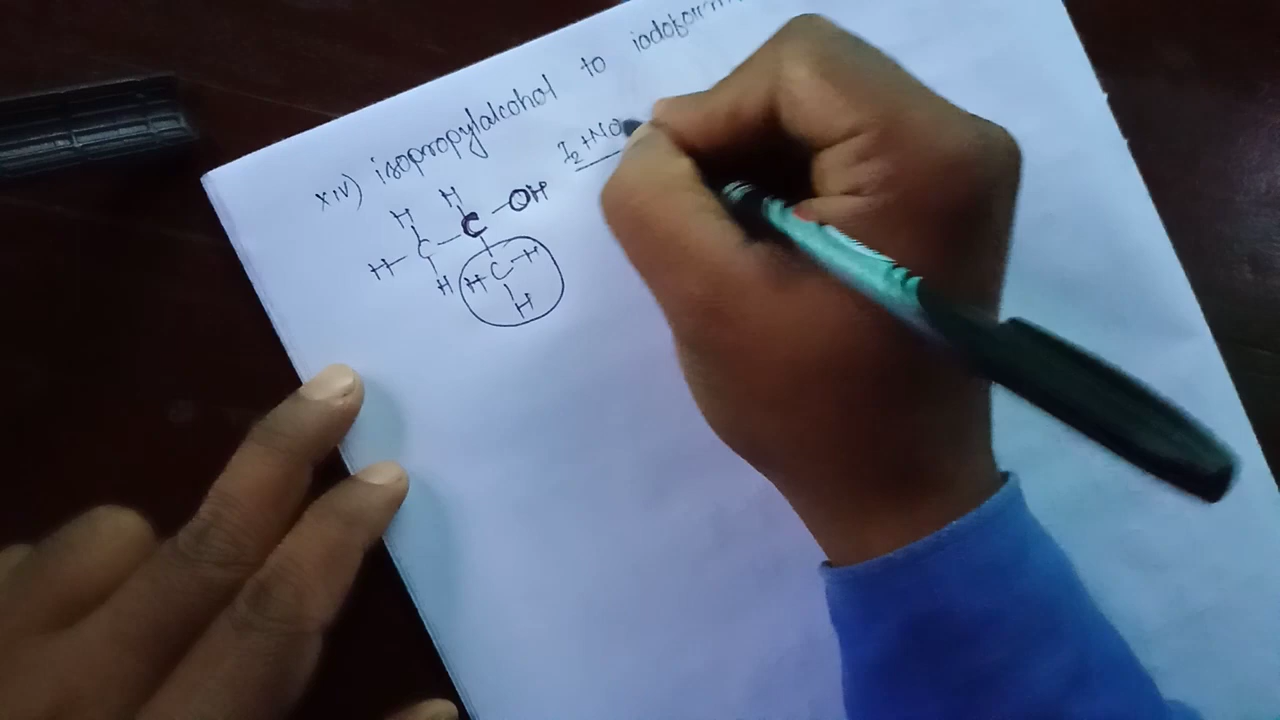 xiv) isopropylalcohol to iodoform
I2+NaO
H H
H-C-C-OH
H H C-H
H